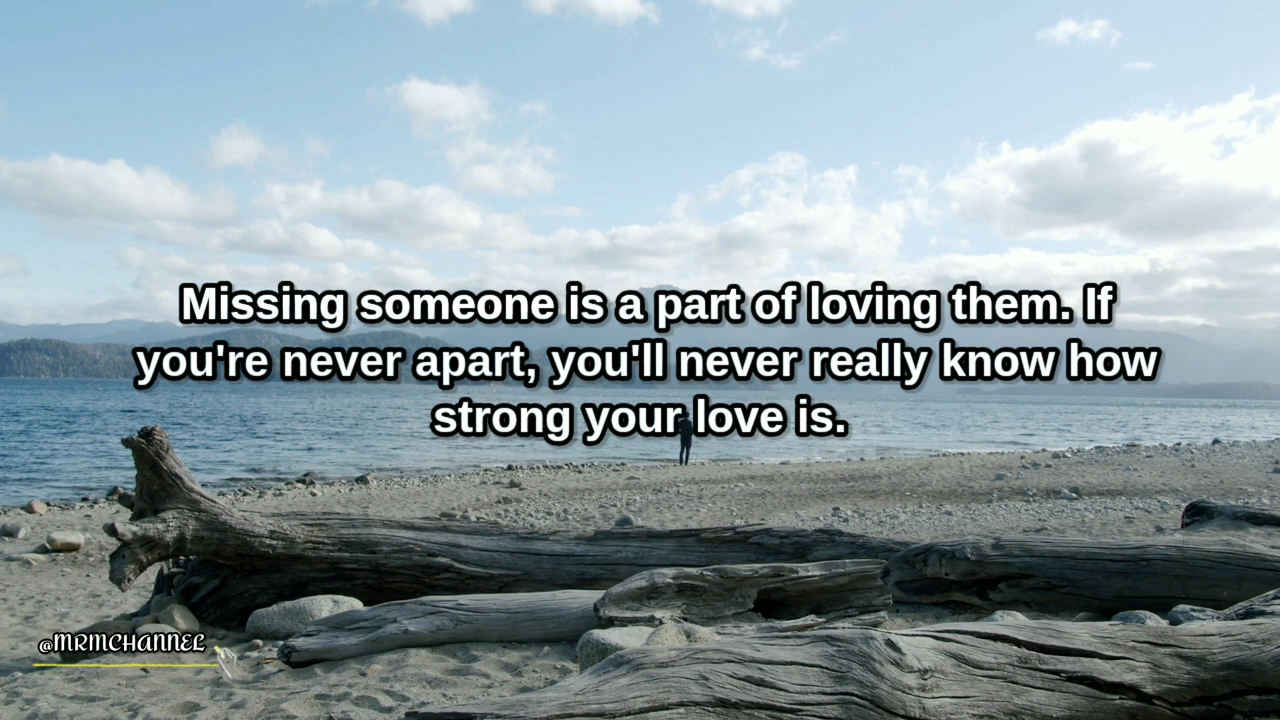 Missing someone is a part of loving them. If
you're never apart, you'll never really know how
strong your love is.
@MRMCHANNEL